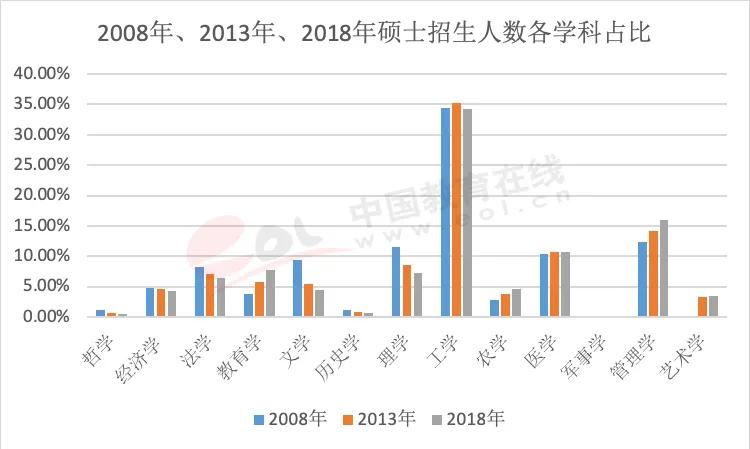 2008年、2013年、2018年硕士招生人数各学科占比
40.00%
35.00%
30.00%
25.00%
20.00%
15.00%
10.00%
5.00%
0.00%
哲学
经济学
法学
教育学
文学
历史学
理学
工学
农学
医学
军事学
管理学
艺术学
2008年 2013年 2018年
eol 中国教育在线
eol.cn